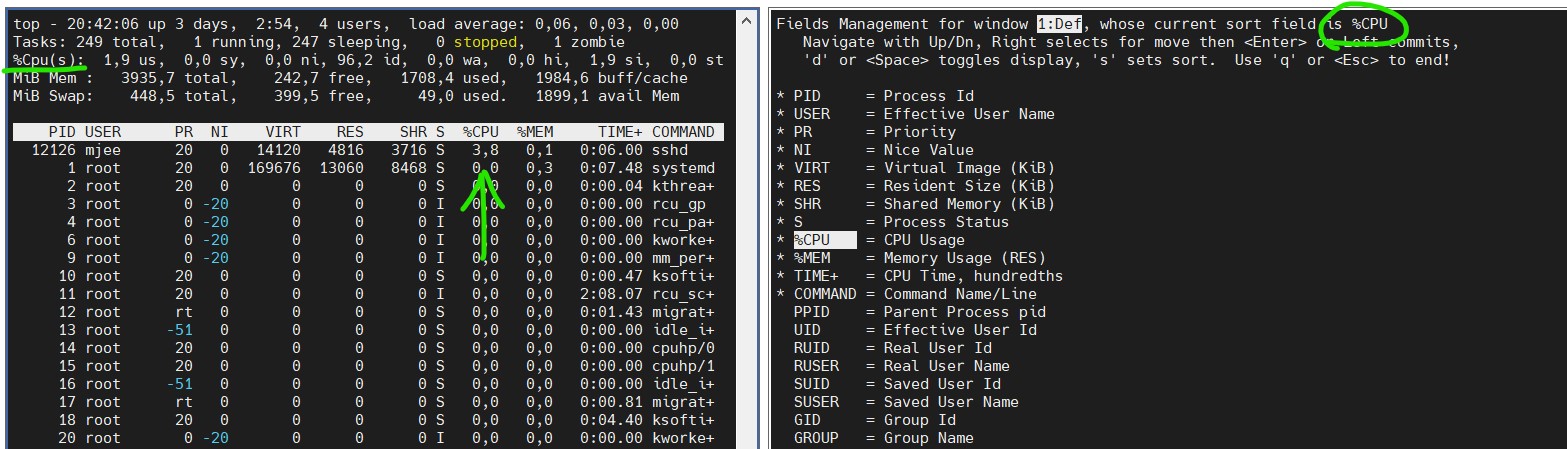 top - 20:42:06 up 3 days,  2:54,  4 users,  load average: 0,06, 0,03, 0,00
Tasks: 249 total,   1 running, 247 sleeping,   0 stopped,   1 zombie
%Cpu(s):  1,9 us,  0,0 sy,  0,0 ni, 96,2 id,  0,0 wa,  0,0 hi,  1,9 si,  0,0 st
MiB Mem :   3935,7 total,    242,7 free,   1708,4 used,   1984,6 buff/cache
MiB Swap:    448,5 total,    399,5 free,     49,0 used.   1899,1 avail Mem
PID USER      PR  NI    VIRT    RES    SHR S  %CPU  %MEM     TIME+ COMMAND
12126 mjee      20   0   14120   4816   3716 S   3,8   0,1   0:06.00 sshd
1 root      20   0  169676  13060   8468 S   0,0   0,3   0:07.48 systemd
2 root      20   0       0      0      0 S   0,0   0,0   0:00.04 kthrea+
3 root       0 -20       0      0      0 I   0,0   0,0   0:00.00 rcu_gp
4 root       0 -20       0      0      0 I   0,0   0,0   0:00.00 rcu_pa+
6 root       0 -20       0      0      0 I   0,0   0,0   0:00.00 kworke+
9 root       0 -20       0      0      0 I   0,0   0,0   0:00.00 mm_per+
10 root      20   0       0      0      0 S   0,0   0,0   0:00.47 ksofti+
11 root      20   0       0      0      0 I   0,0   0,0   2:08.07 rcu_sc+
12 root      rt   0       0      0      0 S   0,0   0,0   0:01.43 migrat+
13 root     -51   0       0      0      0 S   0,0   0,0   0:00.00 idle_i+
14 root      20   0       0      0      0 S   0,0   0,0   0:00.00 cpuhp/0
15 root      20   0       0      0      0 S   0,0   0,0   0:00.00 cpuhp/1
16 root     -51   0       0      0      0 S   0,0   0,0   0:00.00 idle_i+
17 root      rt   0       0      0      0 S   0,0   0,0   0:00.81 migrat+
18 root      20   0       0      0      0 S   0,0   0,0   0:04.40 ksofti+
20 root       0 -20       0      0      0 I   0,0   0,0   0:00.00 kworke+
Fields Management for window 1:Def, whose current sort field is %CPU
Navigate with Up/Dn, Right selects for move then <Enter> or Left commits,
'd' or <Space> toggles display, 's' sets sort.  Use 'q' or <Esc> to end!
* PID     = Process Id
* USER    = Effective User Name
* PR      = Priority
* NI      = Nice Value
* VIRT    = Virtual Image (KiB)
* RES     = Resident Size (KiB)
* SHR     = Shared Memory (KiB)
* S       = Process Status
* %CPU    = CPU Usage
* %MEM    = Memory Usage (RES)
* TIME+   = CPU Time, hundredths
* COMMAND = Command Name/Line
PPID    = Parent Process pid
UID     = Effective User Id
RUID    = Real User Id
RUSER   = Real User Name
SUID    = Saved User Id
SUSER   = Saved User Name
GID     = Group Id
GROUP   = Group Name